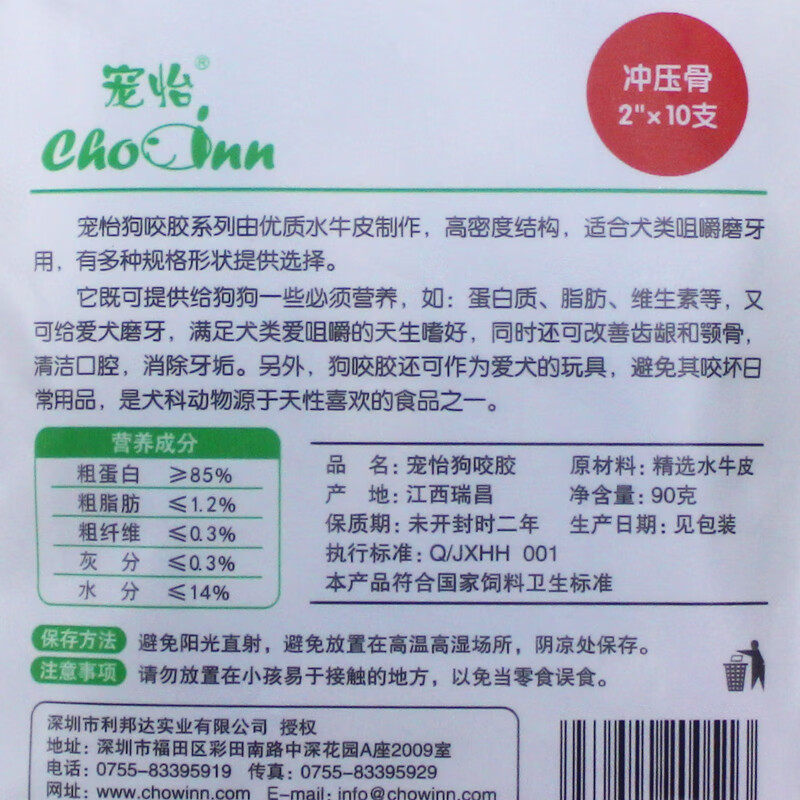 宠怡®
Chowinn
冲压骨
2"×10支
宠怡狗咬胶系列由优质水牛皮制作，高密度结构，适合犬类咀嚼磨牙
用，有多种规格形状提供选择。
它既可提供给狗狗一些必须营养，如：蛋白质、脂肪、维生素等，又
可给爱犬磨牙，满足犬类爱咀嚼的天生嗜好，同时还可改善齿龈和颚骨，
清洁口腔，消除牙垢。另外，狗咬胶还可作为爱犬的玩具，避免其咬坏日
常用品，是犬科动物源于天性喜欢的食品之一。
营养成分
粗蛋白 ≥85%
粗脂肪 ≤1.2%
粗纤维 ≤0.3%
灰 分 ≤0.3%
水 分 ≤14%
品 名：宠怡狗咬胶 原材料：精选水牛皮
产 地：江西瑞昌 净含量：90克
保质期：未开封时二年 生产日期：见包装
执行标准：Q/JXHH 001
本产品符合国家饲料卫生标准
保存方法 避免阳光直射，避免放置在高温高湿场所，阴凉处保存。
注意事项 请勿放置在小孩易于接触的地方，以免当零食误食。
深圳市利邦达实业有限公司 授权
地址：深圳市福田区彩田南路中深花园A座2009室
电话：0755-83395919 传真：0755-83395929
网址：www.chowinn.com E-mail：info@chowinn.com